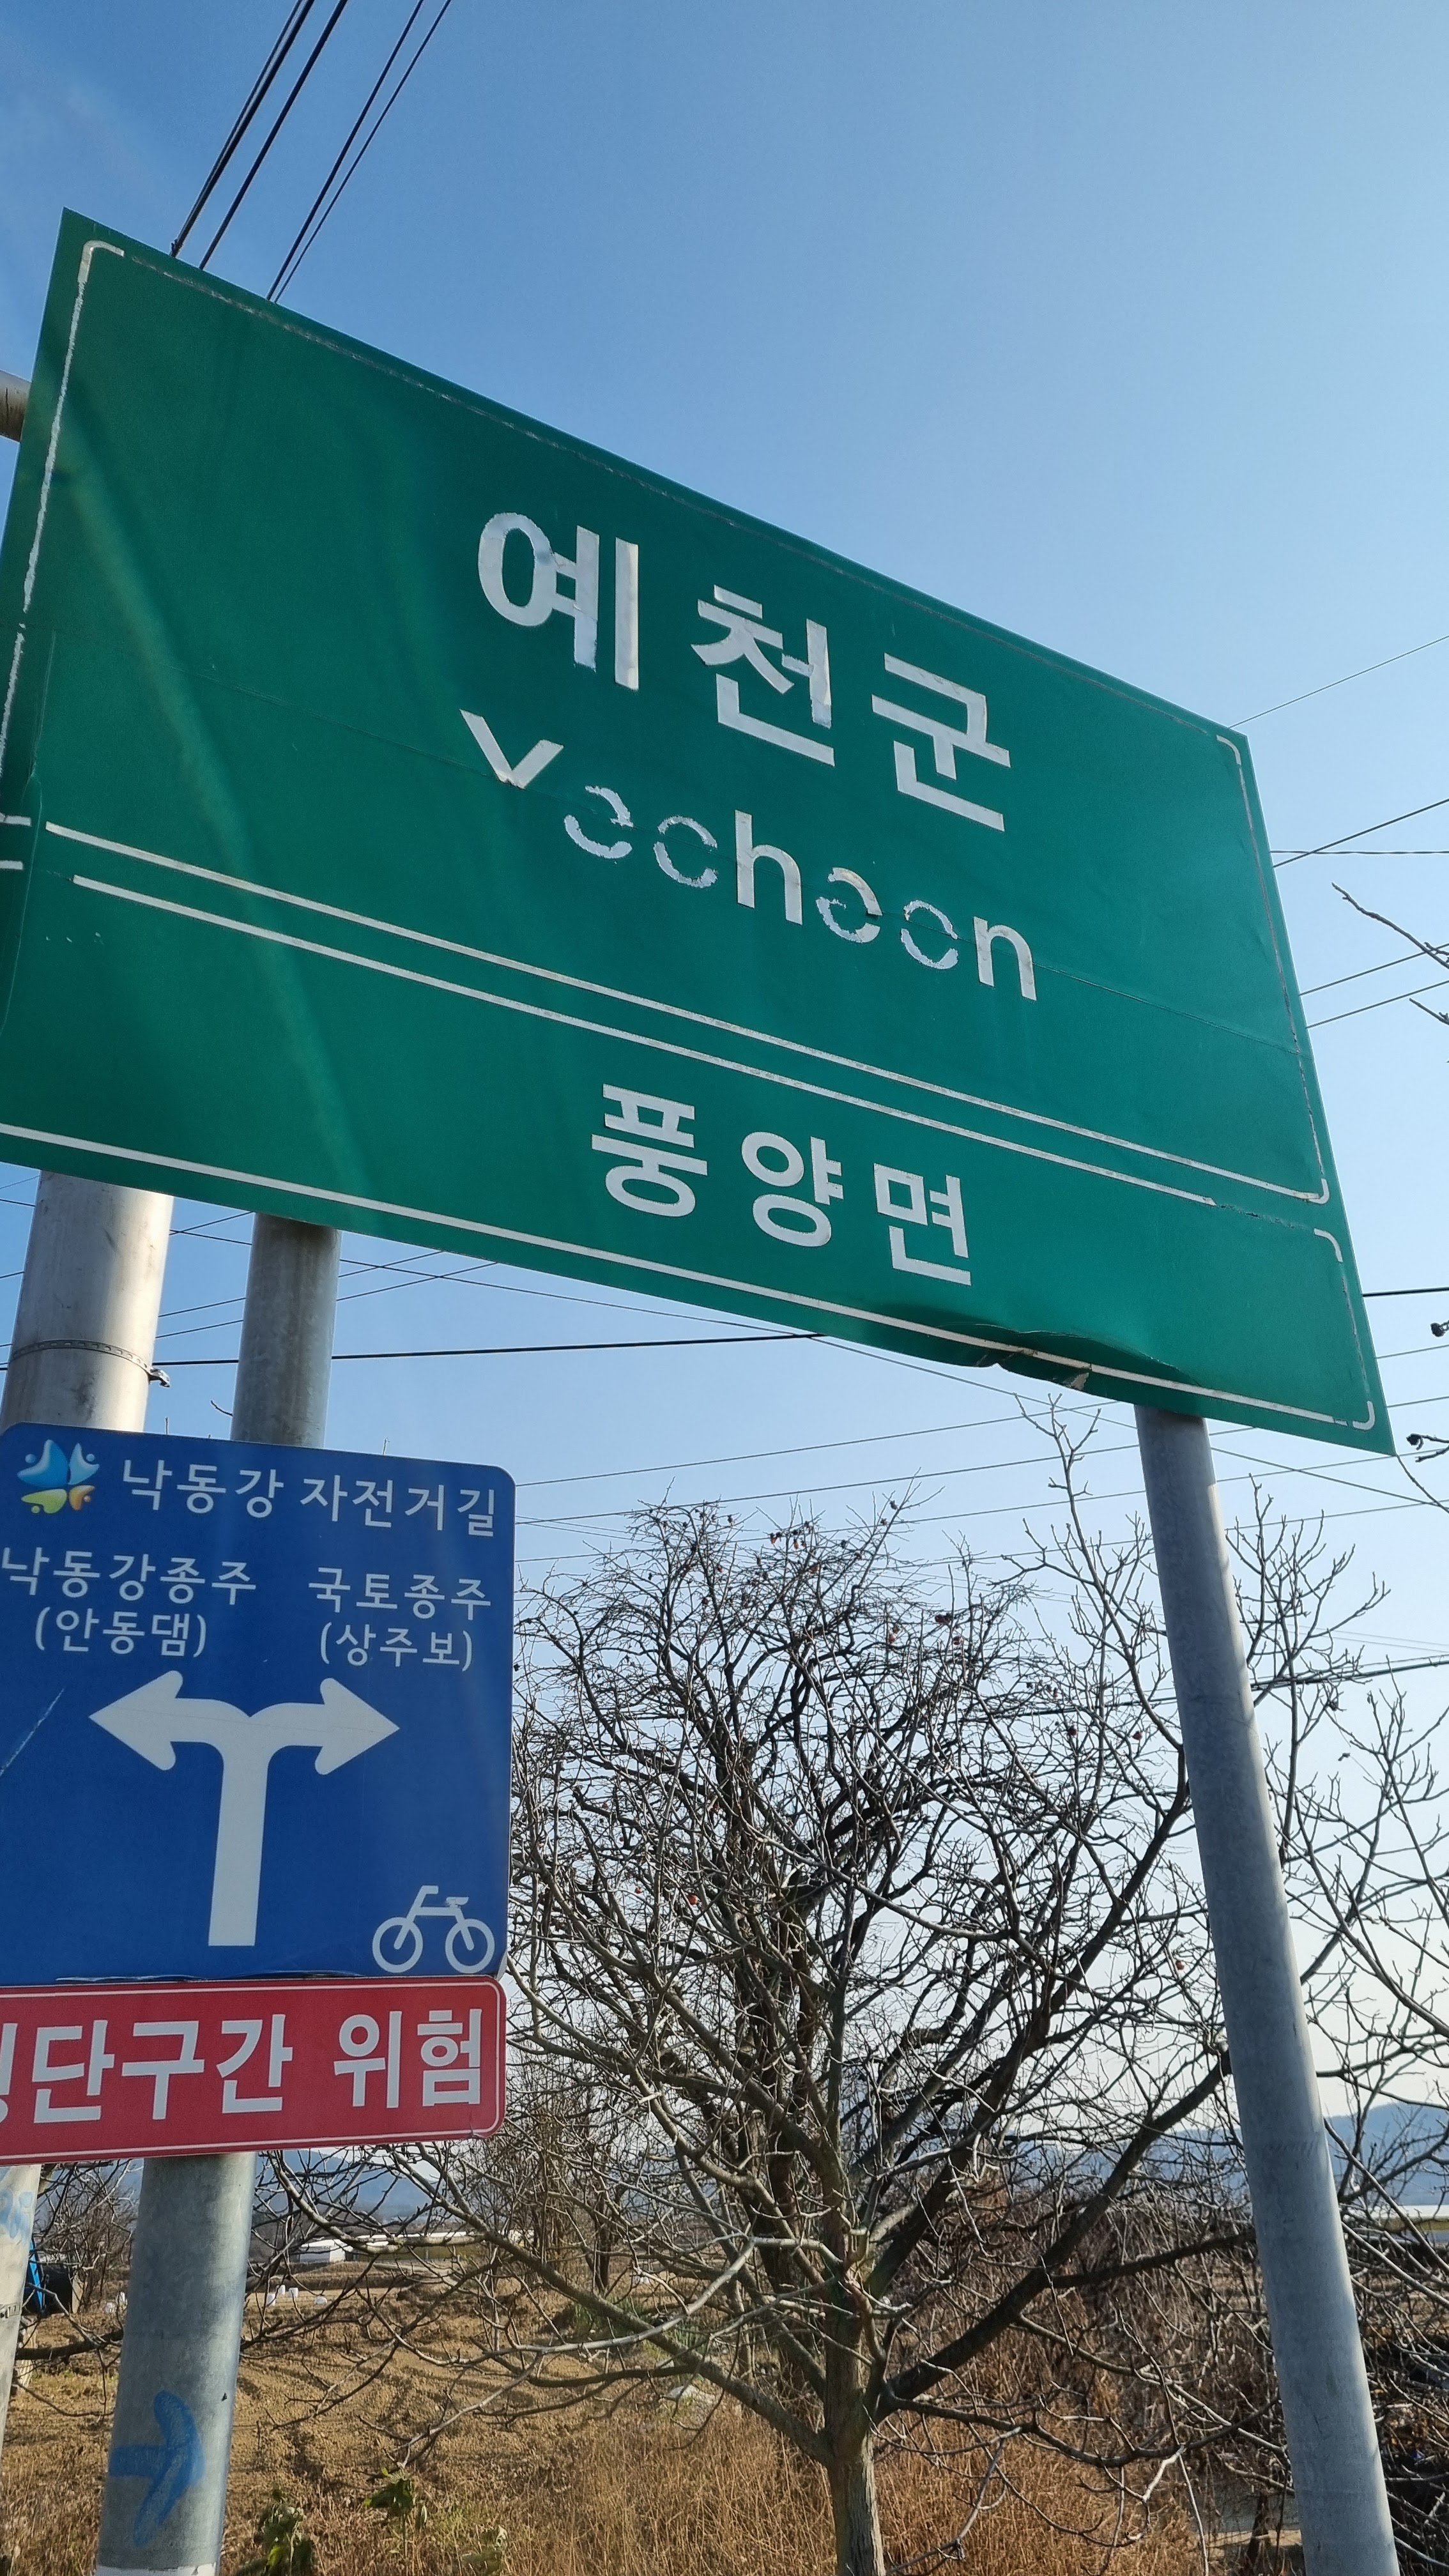 예천군
Yecheon
풍양면
낙동강 자전거길
낙동강종주 국토종주
(안동댐) (상주보)
횡단구간 위험